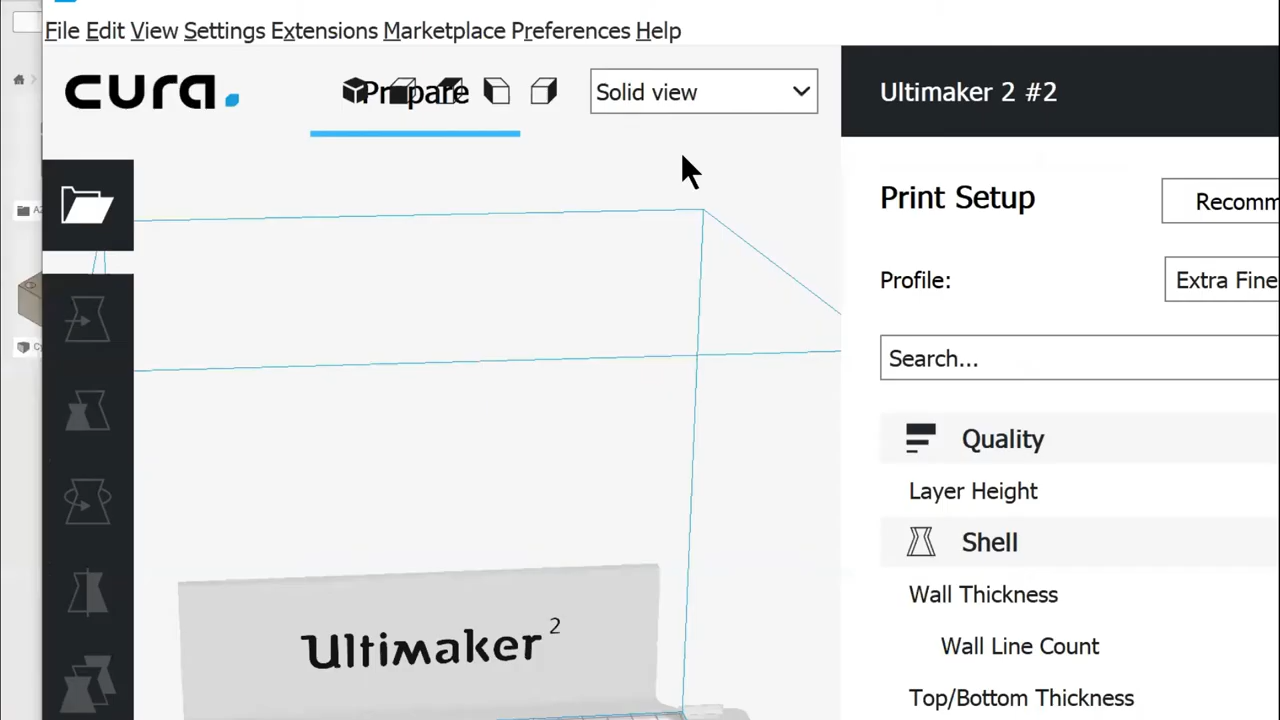 File Edit View Settings Extensions Marketplace Preferences Help
cura.
Prepare
Solid view
Ultimaker 2 #2
Print Setup
Recomm
Profile:
Extra Fine
Search...
Quality
Layer Height
Shell
Wall Thickness
Wall Line Count
Top/Bottom Thickness
Ultimaker 2